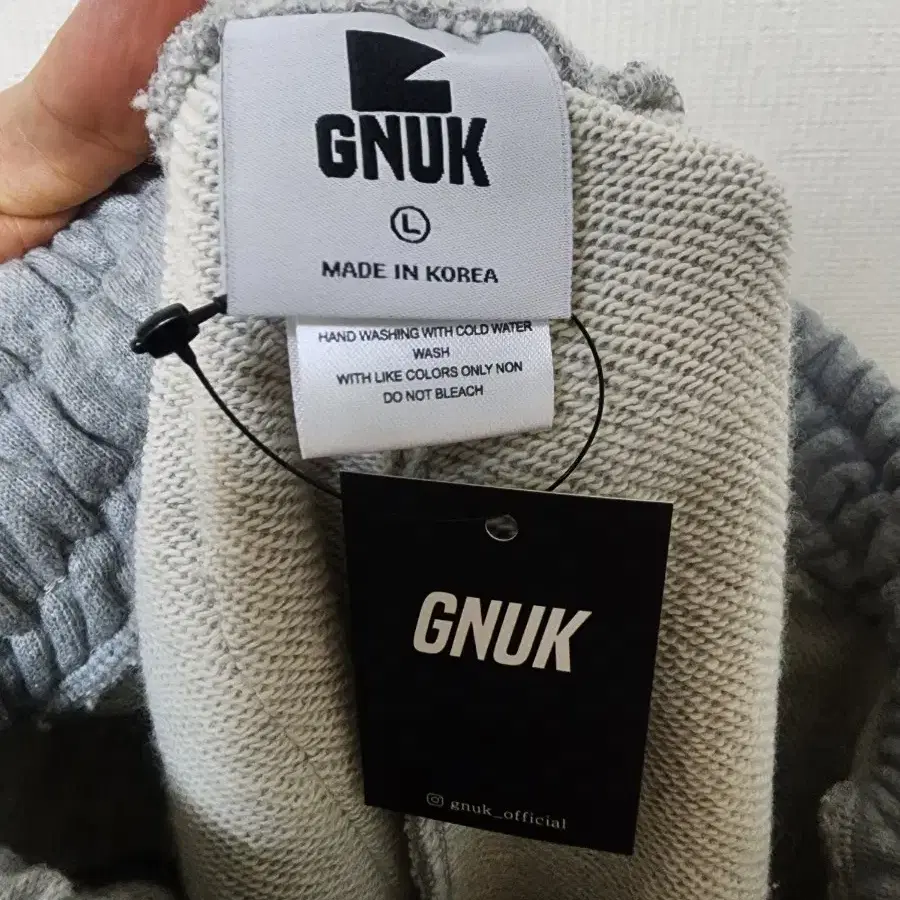 GNUK
L
MADE IN KOREA
HAND WASHING WITH COLD WATER
WASH
WITH LIKE COLORS ONLY NON
DO NOT BLEACH
GNUK
gnuk_official